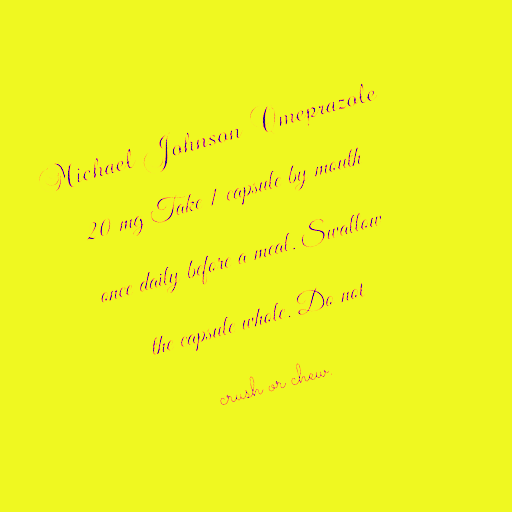 Michael Johnson Omeprazole
20 mg Take 1 capsule by mouth
once daily before a meal. Swallow
the capsule whole. Do not
crush or chew.